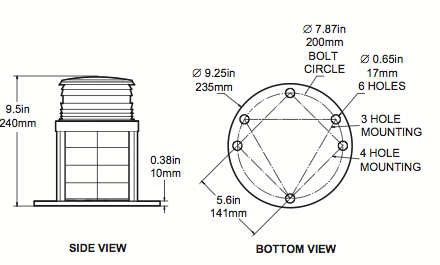 Ø 7.87in
200mm
BOLT
CIRCLE
Ø 9.25in
235mm
Ø 0.65in
17mm
6 HOLES
9.5in
240mm
3 HOLE
MOUNTING
4 HOLE
MOUNTING
0.38in
10mm
5.6in
141mm
SIDE VIEW
BOTTOM VIEW